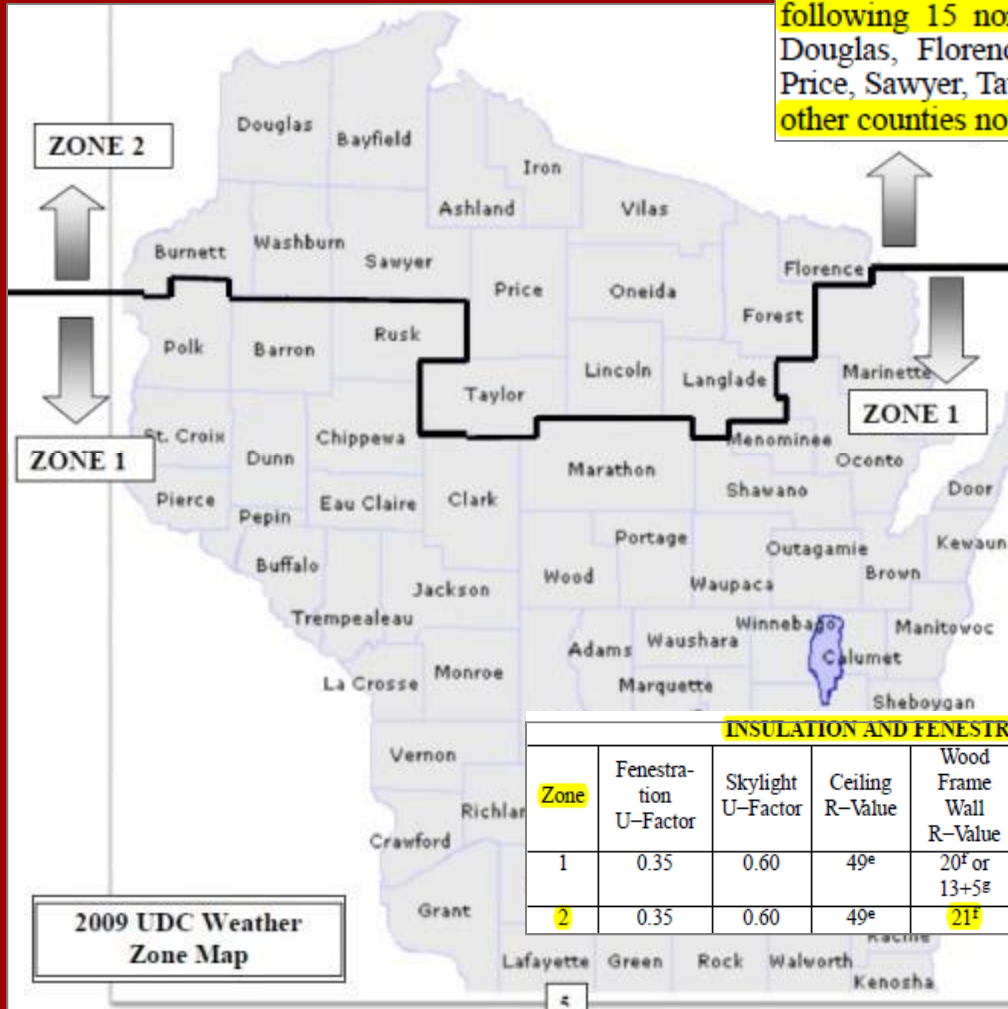 following 15
Douglas,
Price, Sawyer,
other counties
ZONE 2
Douglas
Bayfield
Iron
Ashland
Vilas
Burnett
Washburn
Sawyer
Florence
Price
Oneida
Forest
Polk
Barron
Rusk
Taylor
Lincoln
Langlade
Marinette
ZONE 1
ZONE 1
St. Croix
Dunn
Chippewa
Menominee
Marathon
Oconto
Pierce
Pepin
Eau Claire
Clark
Shawano
Door
Portage
Outagamie
Kewaun
Buffalo
Jackson
Wood
Waupaca
Brown
Trempealeau
Adams
Waushara
Winnebago
Manitowoc
Calumet
La Crosse
Monroe
Marquette
Sheboygan
Vernon
Richlan
Crawford
Grant
INSULATION AND FENESTR
Zone
Fenestra-
tion
U–Factor
Skylight
U–Factor
Ceiling
R–Value
Wood
Frame
Wall
R–Value
1 0.35 0.60 49ᵉ 20ᶠ or
13+5ᵍ
2 0.35 0.60 49ᵉ 21ᶠ
2009 UDC Weather
Zone Map
Racine
Lafayette Green Rock Walworth
Kenosha
5